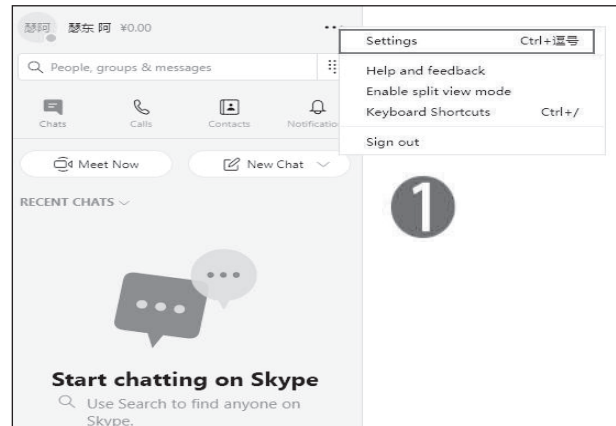 瑟阿 瑟东 阿 ¥0.00 ...
Settings Ctrl+逗号
People, groups & messages
Help and feedback
Enable split view mode
Keyboard Shortcuts Ctrl+/
Chats Calls Contacts Notification
Sign out
Meet Now New Chat
1
RECENT CHATS
Start chatting on Skype
Use Search to find anyone on
Skype.